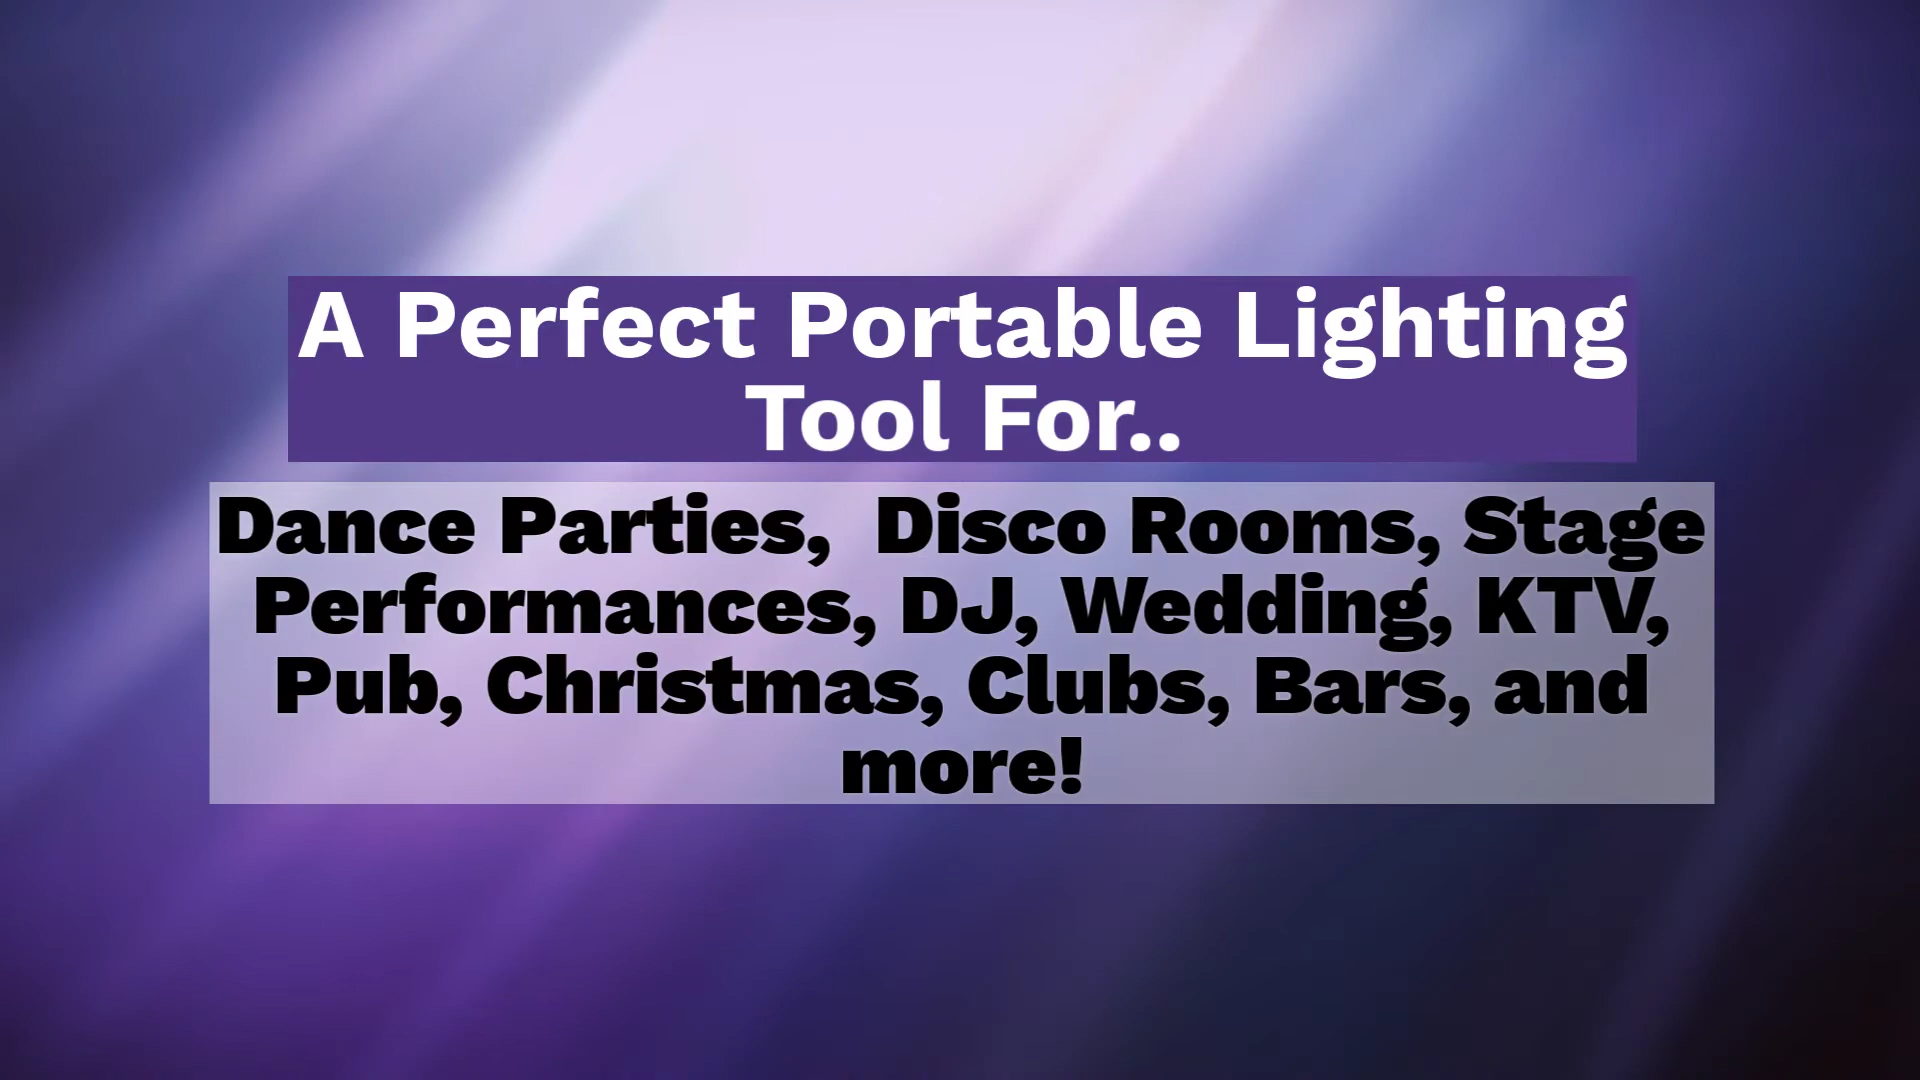 A Perfect Portable Lighting
Tool For..
Dance Parties,  Disco Rooms, Stage
Performances, DJ, Wedding, KTV,
Pub, Christmas, Clubs, Bars, and
more!